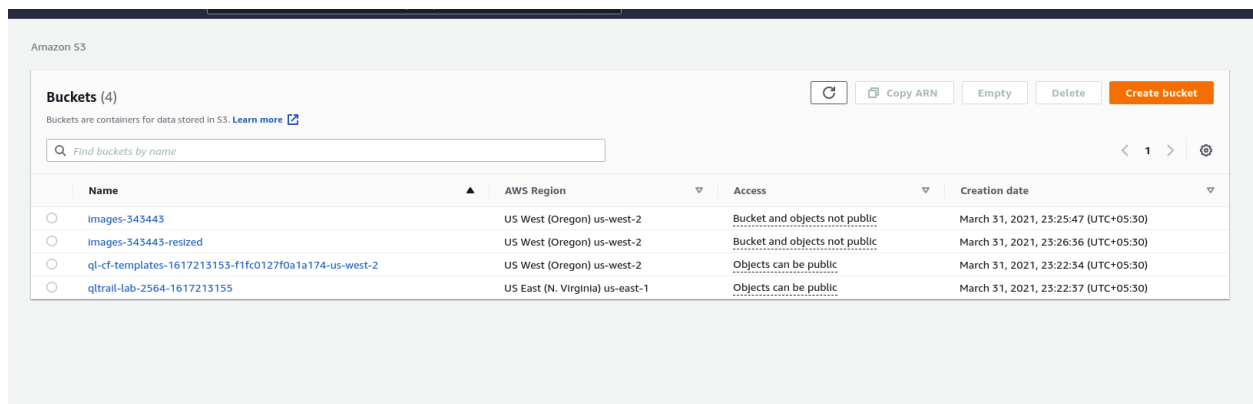 Amazon S3
Buckets (4)
Copy ARN Empty Delete Create bucket
Buckets are containers for data stored in S3. Learn more
Find buckets by name
1
Name AWS Region Access Creation date
images-343443 US West (Oregon) us-west-2 Bucket and objects not public March 31, 2021, 23:25:47 (UTC+05:30)
images-343443-resized US West (Oregon) us-west-2 Bucket and objects not public March 31, 2021, 23:26:36 (UTC+05:30)
ql-cf-templates-1617213153-f1fc0127f0a1a174-us-west-2 US West (Oregon) us-west-2 Objects can be public March 31, 2021, 23:22:34 (UTC+05:30)
qltrail-lab-2564-1617213155 US East (N. Virginia) us-east-1 Objects can be public March 31, 2021, 23:22:37 (UTC+05:30)